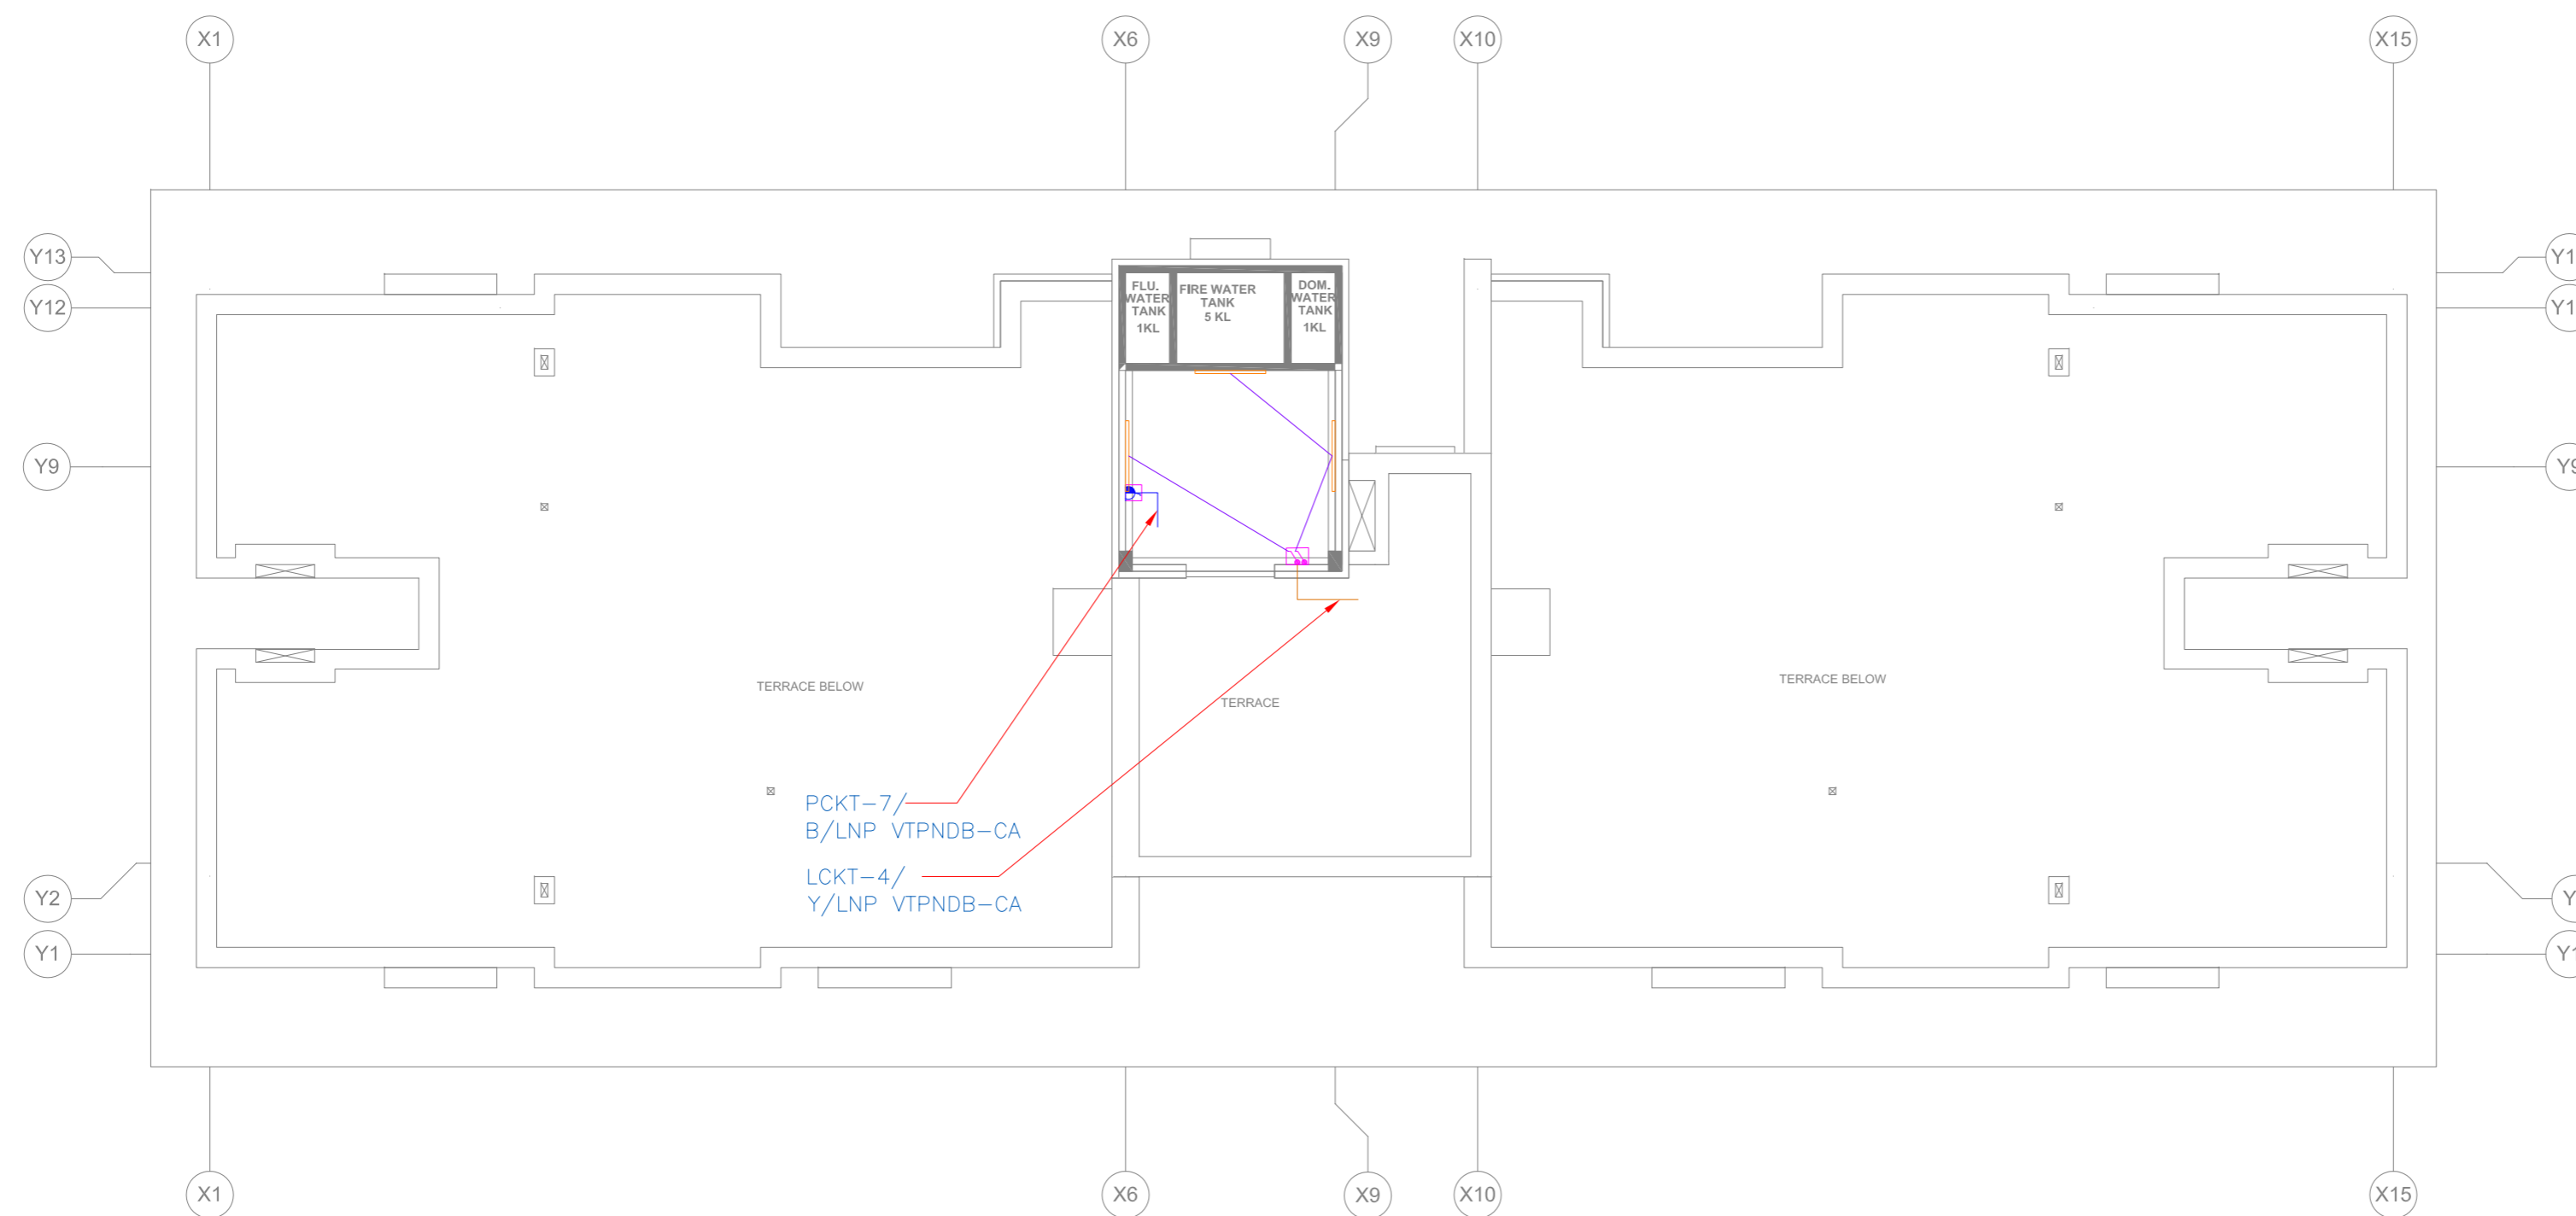 X1
X6
X9
X10
X15
Y13
Y12
Y9
Y2
Y1
FLU.
WATER
TANK
1KL
FIRE WATER
TANK
5 KL
DOM.
WATER
TANK
1KL
Y9
TERRACE BELOW
TERRACE
TERRACE BELOW
PCKT-7/
B/LNP VTPNDB-CA
LCKT-4/
Y/LNP VTPNDB-CA
X1
X6
X9
X10
X15